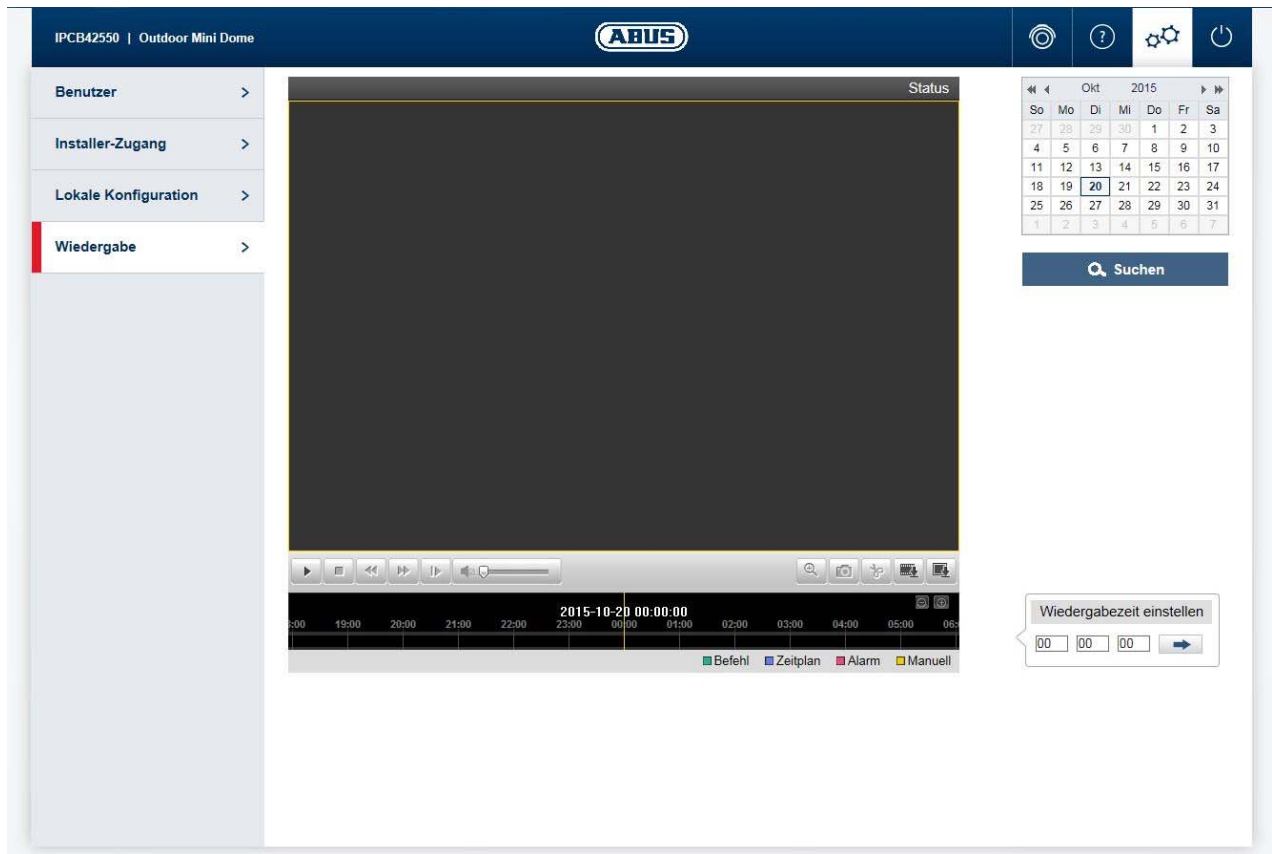 IPCB42550 | Outdoor Mini Dome
ABUS
?
Benutzer >
Installer-Zugang >
Lokale Konfiguration >
Wiedergabe >
Status
Okt 2015
So Mo Di Mi Do Fr Sa
27 28 29 30 1 2 3
4 5 6 7 8 9 10
11 12 13 14 15 16 17
18 19 20 21 22 23 24
25 26 27 28 29 30 31
1 2 3 4 5 6 7
Suchen
2015-10-20 00:00:00
:00 19:00 20:00 21:00 22:00 23:00 00:00 01:00 02:00 03:00 04:00 05:00 06:
Befehl Zeitplan Alarm Manuell
Wiedergabezeit einstellen
00 00 00